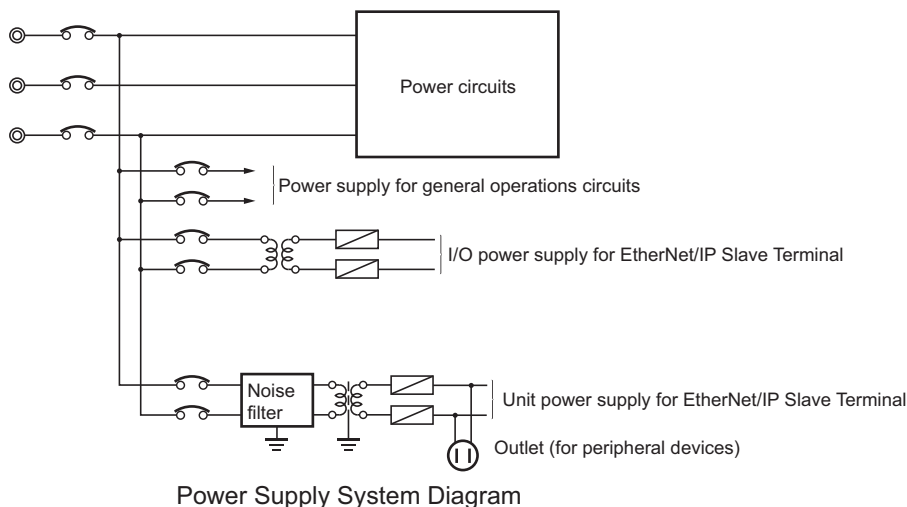 Power circuits
Power supply for general operations circuits
I/O power supply for EtherNet/IP Slave Terminal
Noise
filter
Unit power supply for EtherNet/IP Slave Terminal
Outlet (for peripheral devices)
Power Supply System Diagram